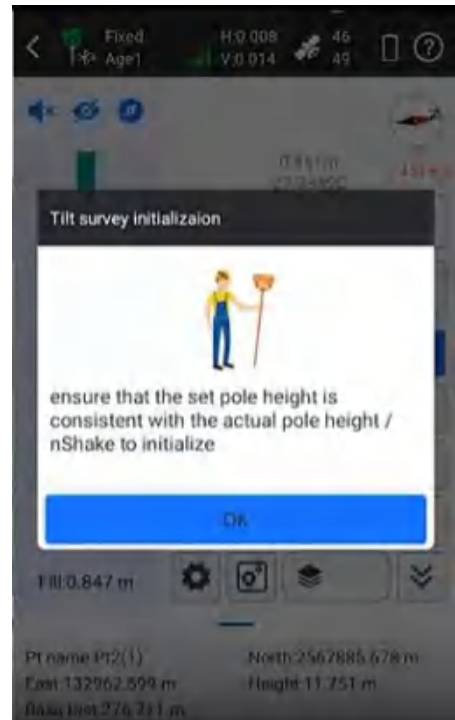 Fixed H:0.008 46
Age1 V:0.014 49
Tilt survey initializaion
ensure that the set pole height is
consistent with the actual pole height /
nShake to initialize
OK
Fill:0.847 m
Pt name:Pt2(1) North:2567885.678 m
East:132962.599 m Height:11.751 m